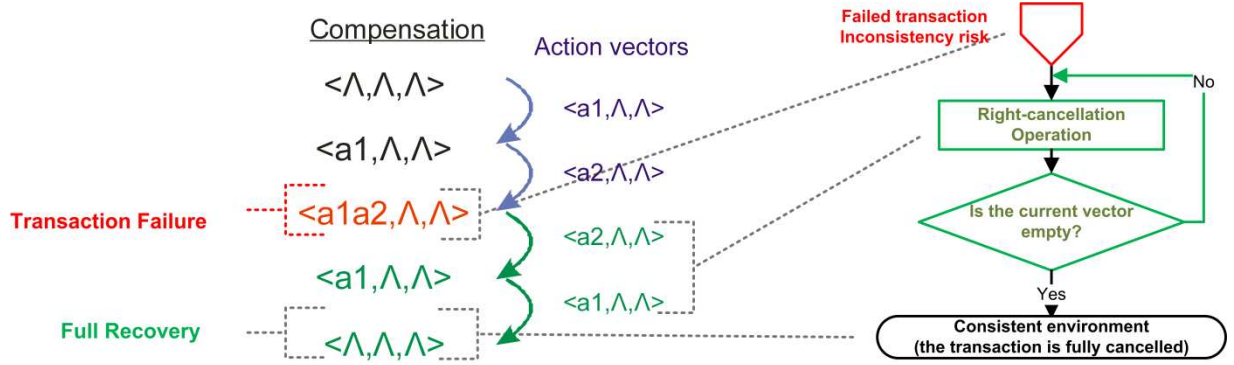 Compensation
Action vectors
<Λ,Λ,Λ>
<a1,Λ,Λ>
<a1,Λ,Λ>
<a2,Λ,Λ>
Transaction Failure
<a1a2,Λ,Λ>
<a2,Λ,Λ>
<a1,Λ,Λ>
<a1,Λ,Λ>
Full Recovery
<Λ,Λ,Λ>
Failed transaction
Inconsistency risk
No
Right-cancellation
Operation
Is the current vector
empty?
Yes
Consistent environment
(the transaction is fully cancelled)